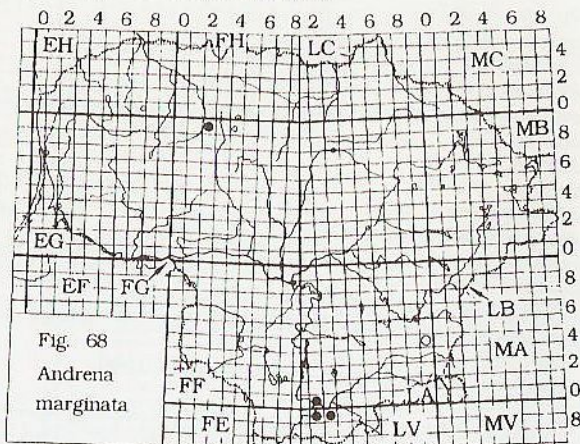 0 2 4 6 8 0 2 4 6 8 2 4 6 8 0 2 4 6 8
EH FH LC MC 4
2
0
MB 8
6
4
2
EG 0
EF FG LB 8
6
Fig. 68 MA 4
Andrena 2
marginata FF A 0
FE LV MV 8